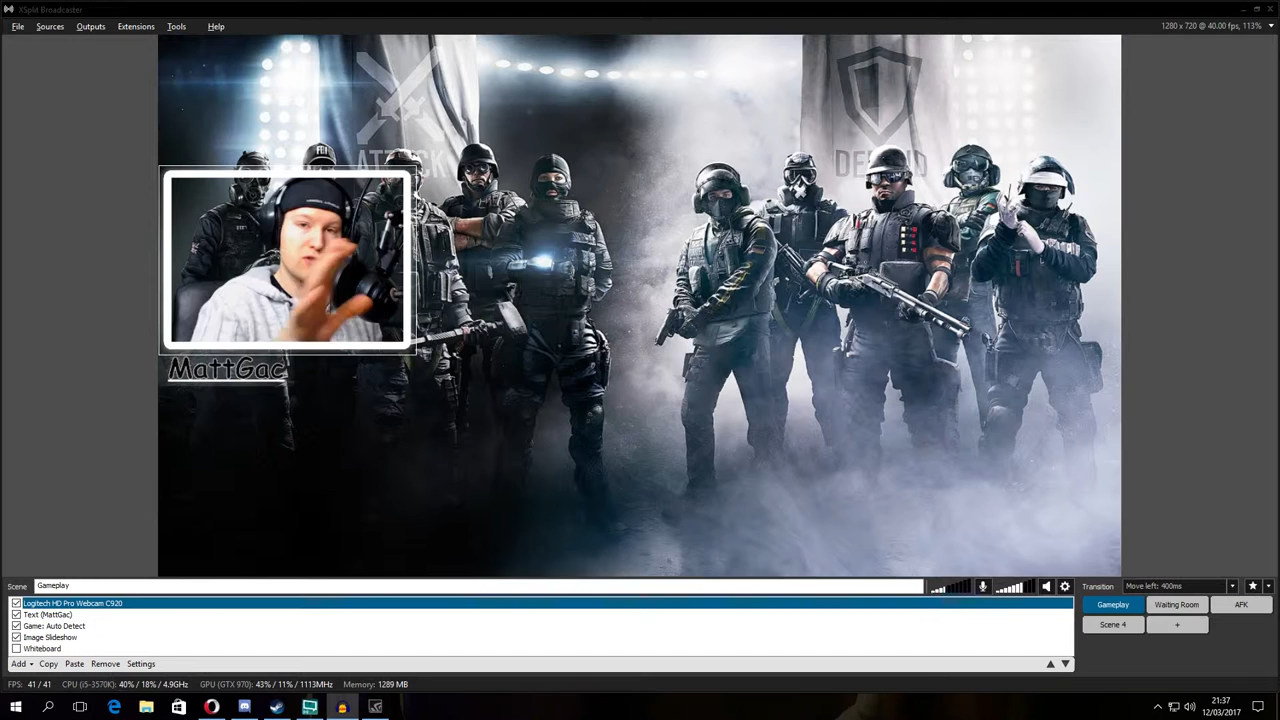 XSplit Broadcaster
File Sources Outputs Extensions Tools Help
1280 x 720 @ 40.00 fps, 113%
ATTACK
DEFEND
FBI
MattGac
Scene Gameplay
Transition Move left: 400ms
Logitech HD Pro Webcam C920
Text (MattGac)
Game: Auto Detect
Image Slideshow
Whiteboard
Gameplay Waiting Room AFK
Scene 4 +
Add Copy Paste Remove Settings
FPS: 41 / 41 CPU (i5-3570K): 40% / 18% / 4.9GHz GPU (GTX 970): 43% / 11% / 1113MHz Memory: 1289 MB
21:37
12/03/2017